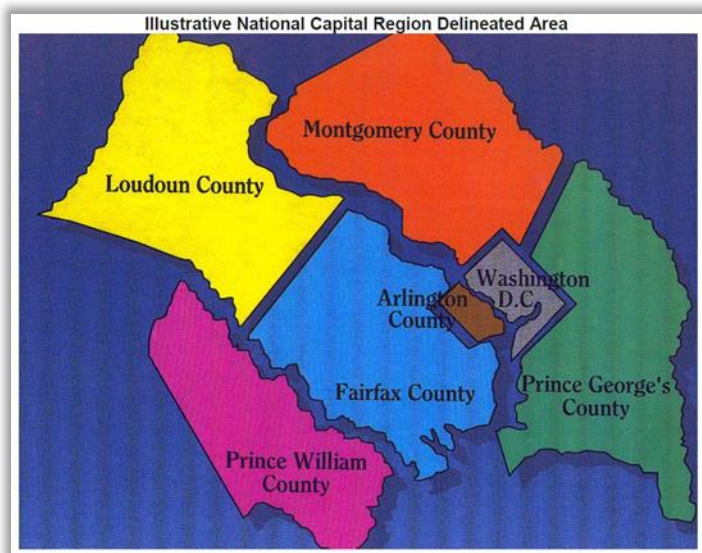 Illustrative National Capital Region Delineated Area
Montgomery County
Loudoun County
Washington
D.C
Arlington
County
Fairfax County
Prince George's
County
Prince William
County